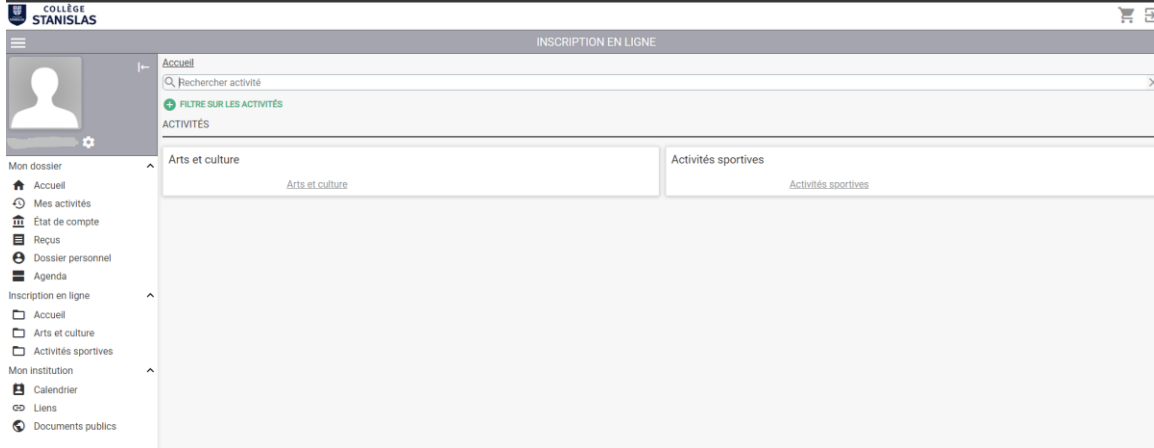 COLLÈGE
STANISLAS
INSCRIPTION EN LIGNE
Accueil
Rechercher activité
FILTRE SUR LES ACTIVITÉS
ACTIVITÉS
Arts et culture
Arts et culture
Activités sportives
Activités sportives
Mon dossier
Accueil
Mes activités
État de compte
Reçus
Dossier personnel
Agenda
Inscription en ligne
Accueil
Arts et culture
Activités sportives
Mon institution
Calendrier
Liens
Documents publics